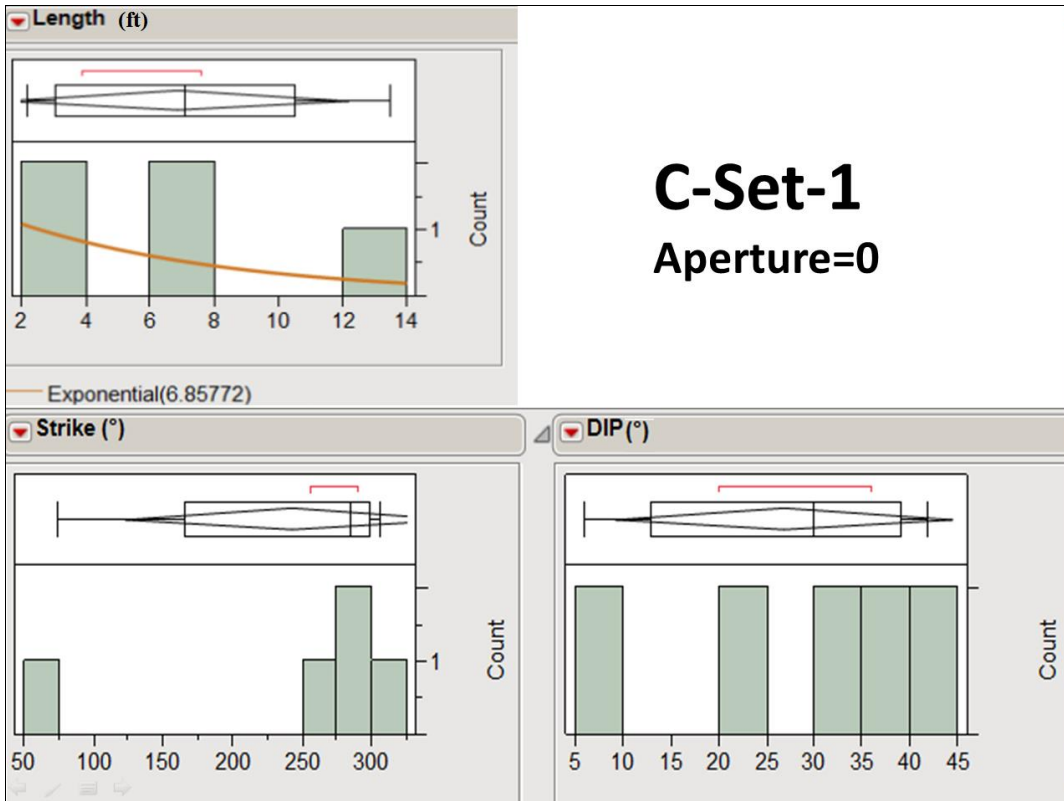 Length (ft)
Count
1
2 4 6 8 10 12 14
Exponential(6.85772)
C-Set-1
Aperture=0
Strike (°)
Count
1
50 100 150 200 250 300
DIP(°)
Count
5 10 15 20 25 30 35 40 45